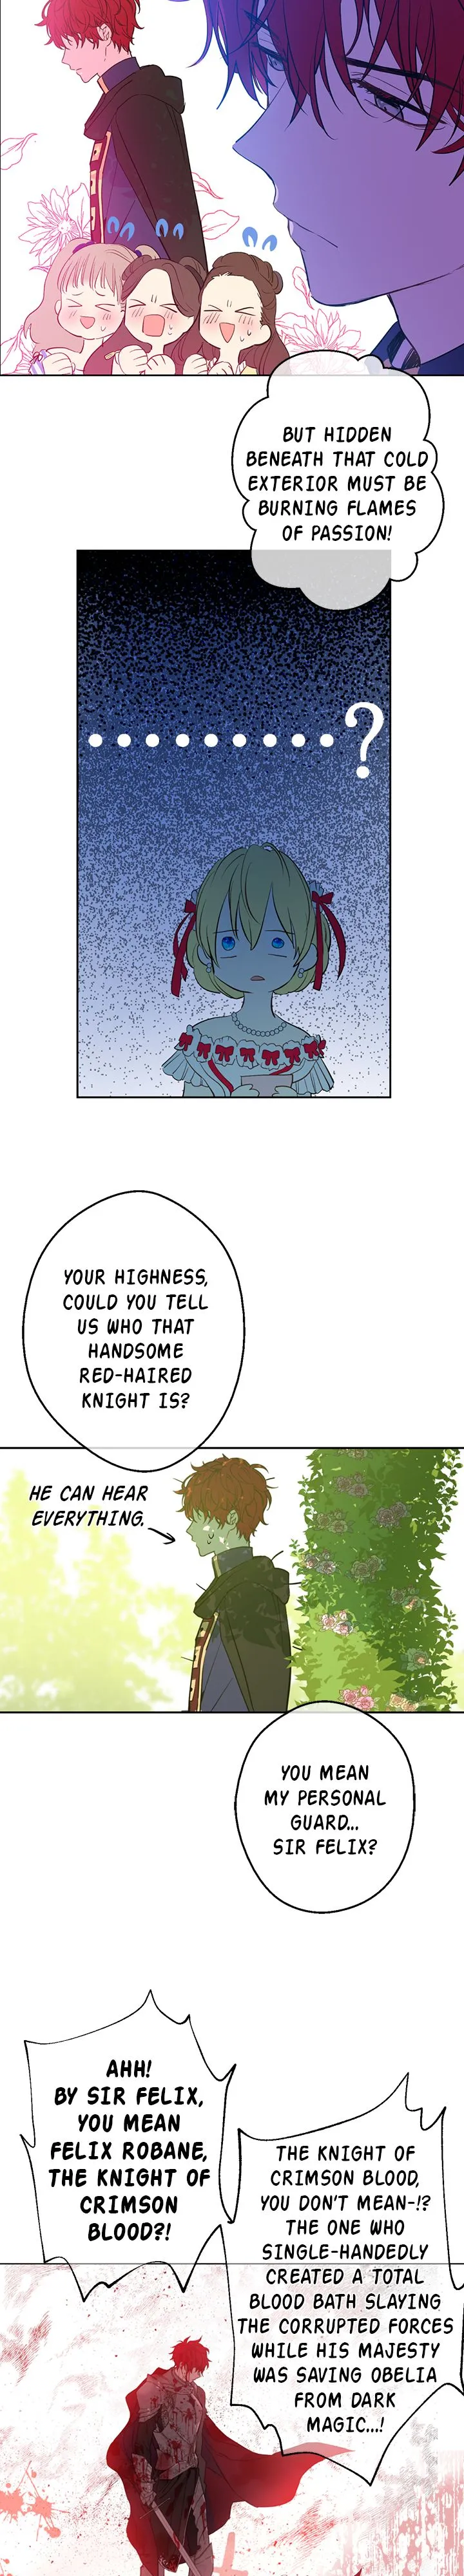 BUT HIDDEN
BENEATH THAT COLD
EXTERIOR MUST BE
BURNING FLAMES
OF PASSION!
.........?
YOUR HIGHNESS,
COULD YOU TELL
US WHO THAT
HANDSOME
RED-HAIRED
KNIGHT IS?
HE CAN HEAR
EVERYTHING.
YOU MEAN
MY PERSONAL
GUARD...
SIR FELIX?
AHH!
BY SIR FELIX,
YOU MEAN
FELIX ROBANE,
THE KNIGHT OF
CRIMSON
BLOOD?!
THE KNIGHT OF
CRIMSON BLOOD,
YOU DON'T MEAN-!?
THE ONE WHO
SINGLE-HANDEDLY
CREATED A TOTAL
BLOOD BATH SLAYING
THE CORRUPTED FORCES
WHILE HIS MAJESTY
WAS SAVING OBELIA
FROM DARK
MAGIC...!